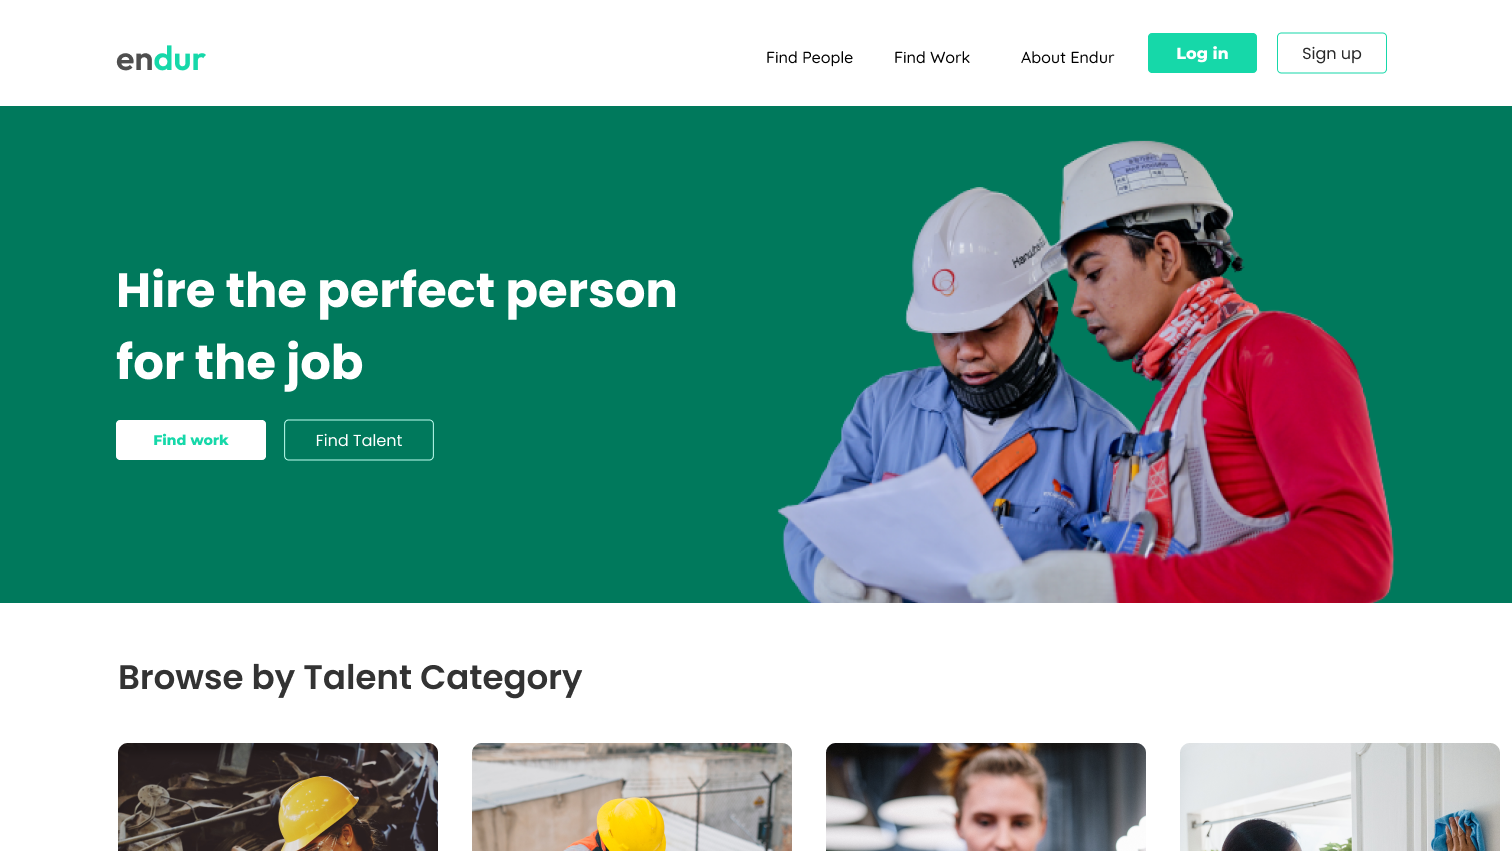 endur
Find People
Find Work
About Endur
Log in
Sign up
Hire the perfect person
for the job
Find work
Find Talent
Browse by Talent Category